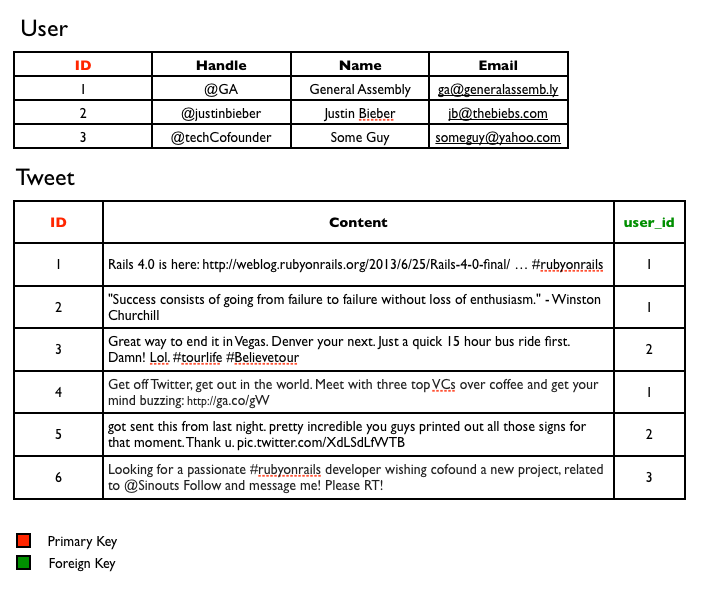 User
ID Handle Name Email
1 @GA General Assembly ga@generalassemb.ly
2 @justinbieber Justin Bieber jb@thebiebs.com
3 @techCofounder Some Guy someguy@yahoo.com
Tweet
ID Content user_id
1 Rails 4.0 is here: http://weblog.rubyonrails.org/2013/6/25/Rails-4-0-final/ … #rubyonrails 1
2 "Success consists of going from failure to failure without loss of enthusiasm." - Winston
Churchill 1
3 Great way to end it in Vegas. Denver your next. Just a quick 15 hour bus ride first.
Damn! Lol. #tourlife #Believetour 2
4 Get off Twitter, get out in the world. Meet with three top VCs over coffee and get your
mind buzzing: http://ga.co/gW 1
5 got sent this from last night. pretty incredible you guys printed out all those signs for
that moment. Thank u. pic.twitter.com/XdLSdLfWTB 2
6 Looking for a passionate #rubyonrails developer wishing cofound a new project, related
to @Sinouts Follow and message me! Please RT! 3
Primary Key
Foreign Key